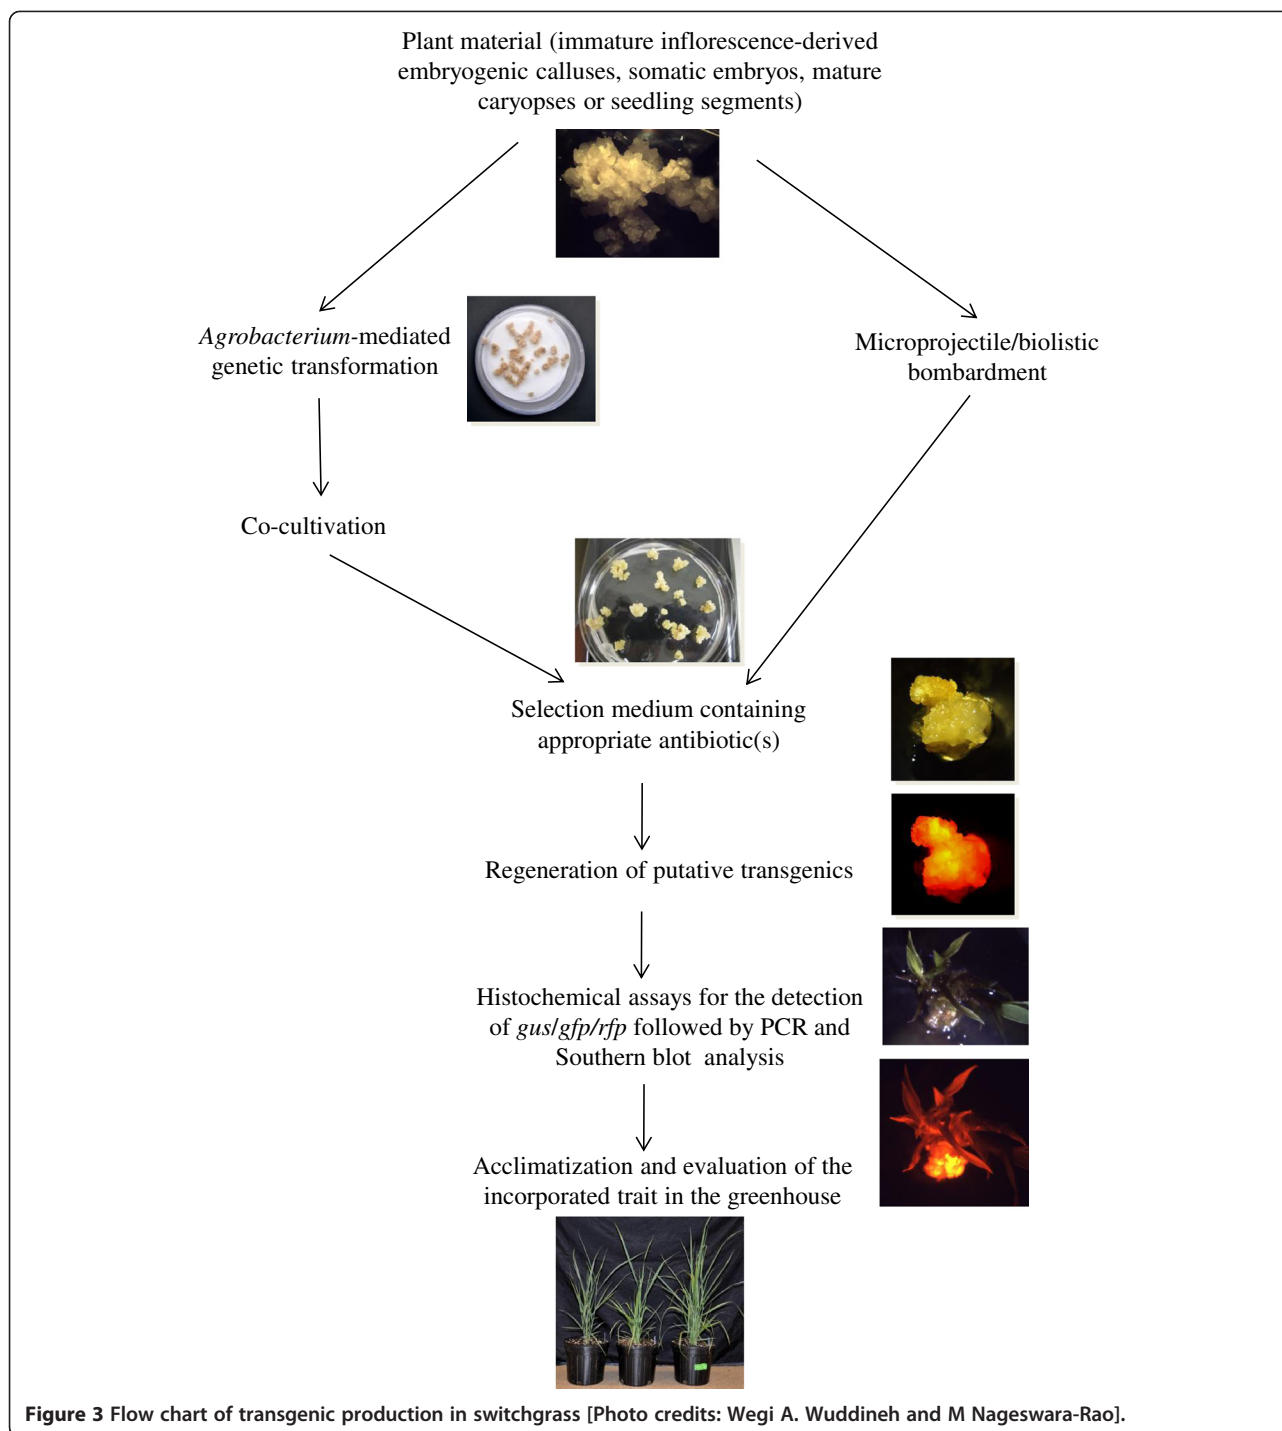 Plant material (immature inflorescence-derived
embryogenic calluses, somatic embryos, mature
caryopses or seedling segments)
Agrobacterium-mediated
genetic transformation
Microprojectile/biolistic
bombardment
Co-cultivation
Selection medium containing
appropriate antibiotic(s)
Regeneration of putative transgenics
Histochemical assays for the detection
of gus/gfp/rfp followed by PCR and
Southern blot analysis
Acclimatization and evaluation of the
incorporated trait in the greenhouse
Figure 3 Flow chart of transgenic production in switchgrass [Photo credits: Wegi A. Wuddineh and M Nageswara-Rao].